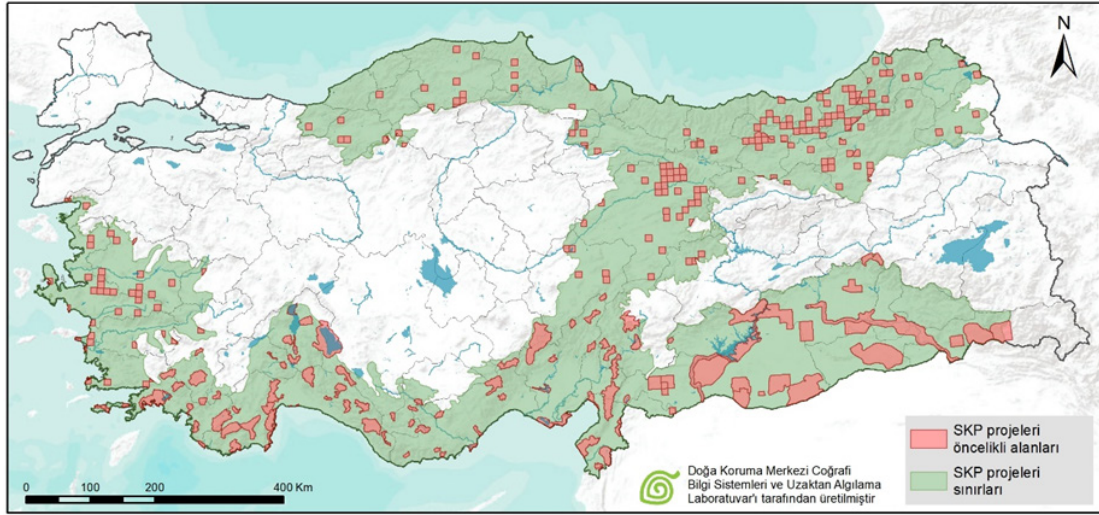 N
SKP projeleri
öncelikli alanları
SKP projeleri
sınırları
Doğa Koruma Merkezi Coğrafi
Bilgi Sistemleri ve Uzaktan Algılama
Laboratuvar'ı tarafından üretilmiştir
0 100 200 400 Km